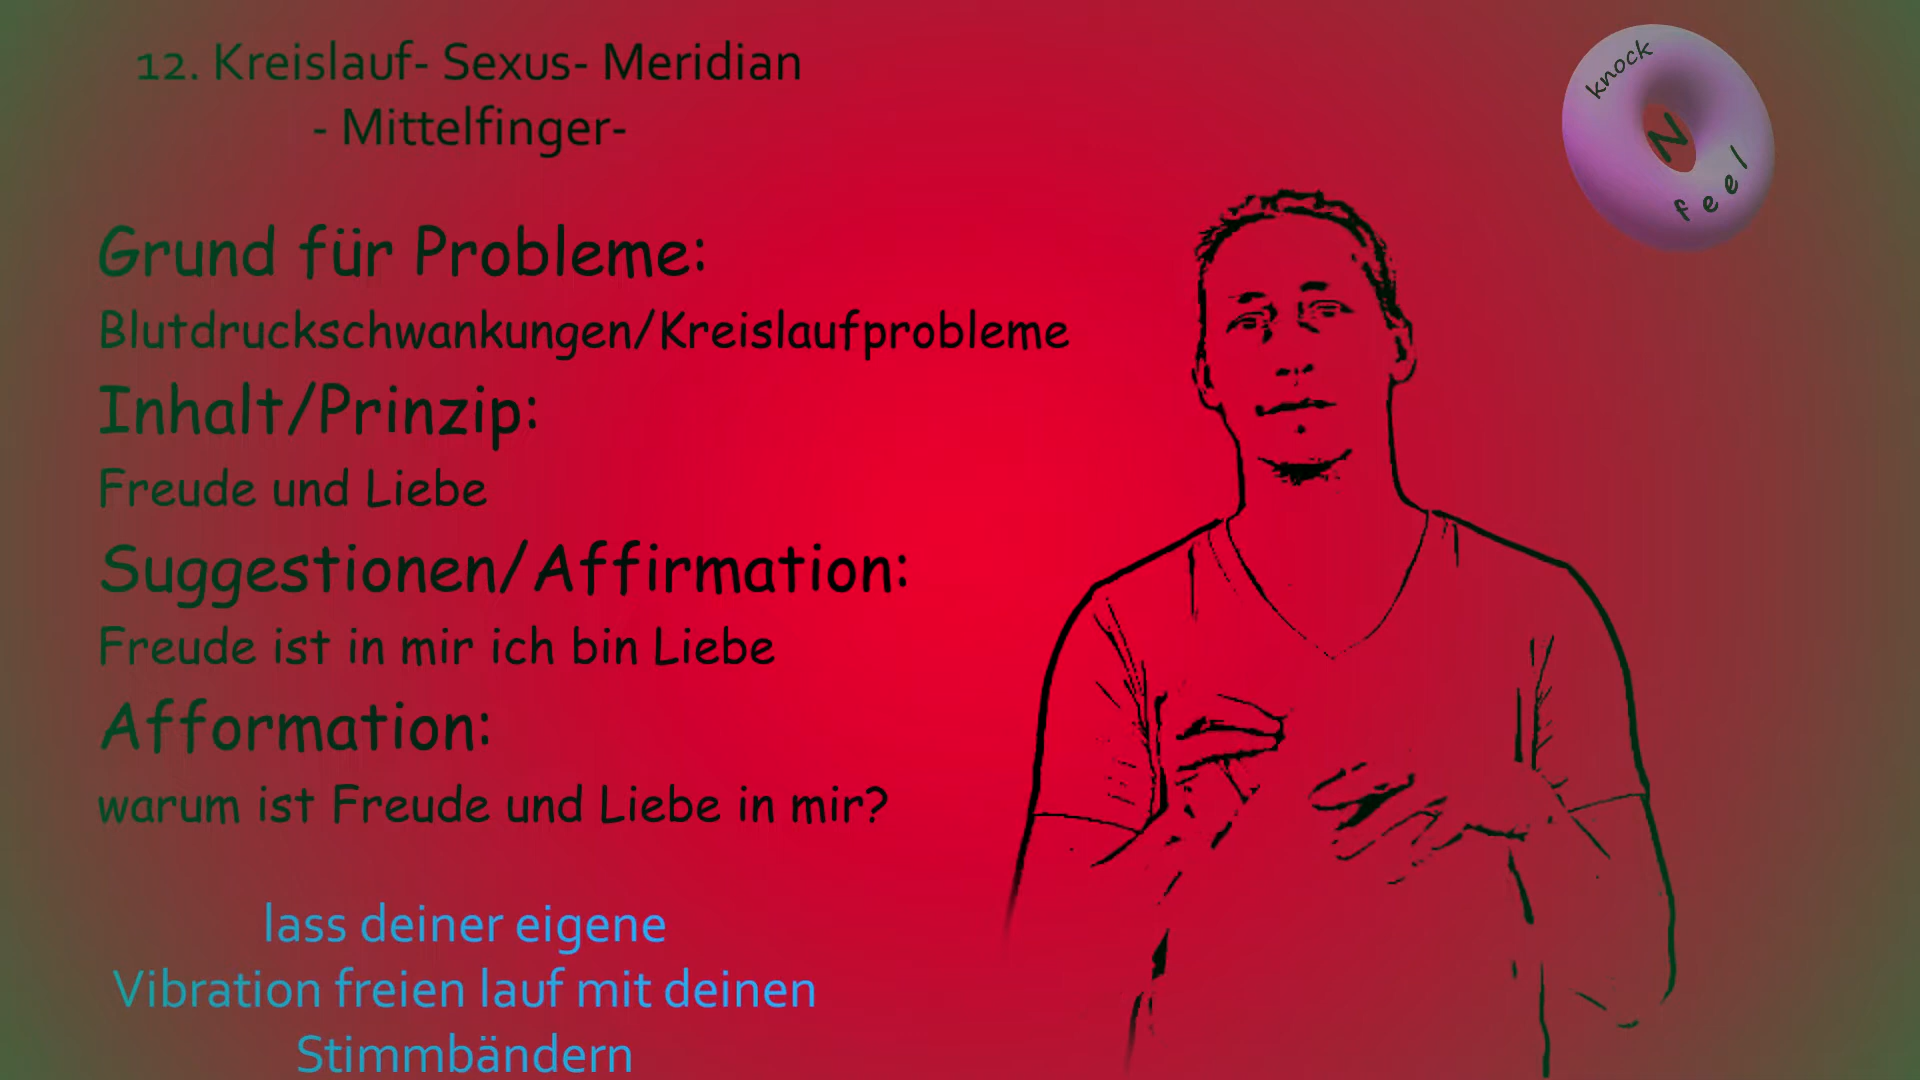 12. Kreislauf- Sexus- Meridian
- Mittelfinger-
knock
N
feel
Grund für Probleme:
Blutdruckschwankungen/Kreislaufprobleme
Inhalt/Prinzip:
Freude und Liebe
Suggestionen/Affirmation:
Freude ist in mir ich bin Liebe
Afformation:
warum ist Freude und Liebe in mir?
lass deiner eigene
Vibration freien lauf mit deinen
Stimmbändern